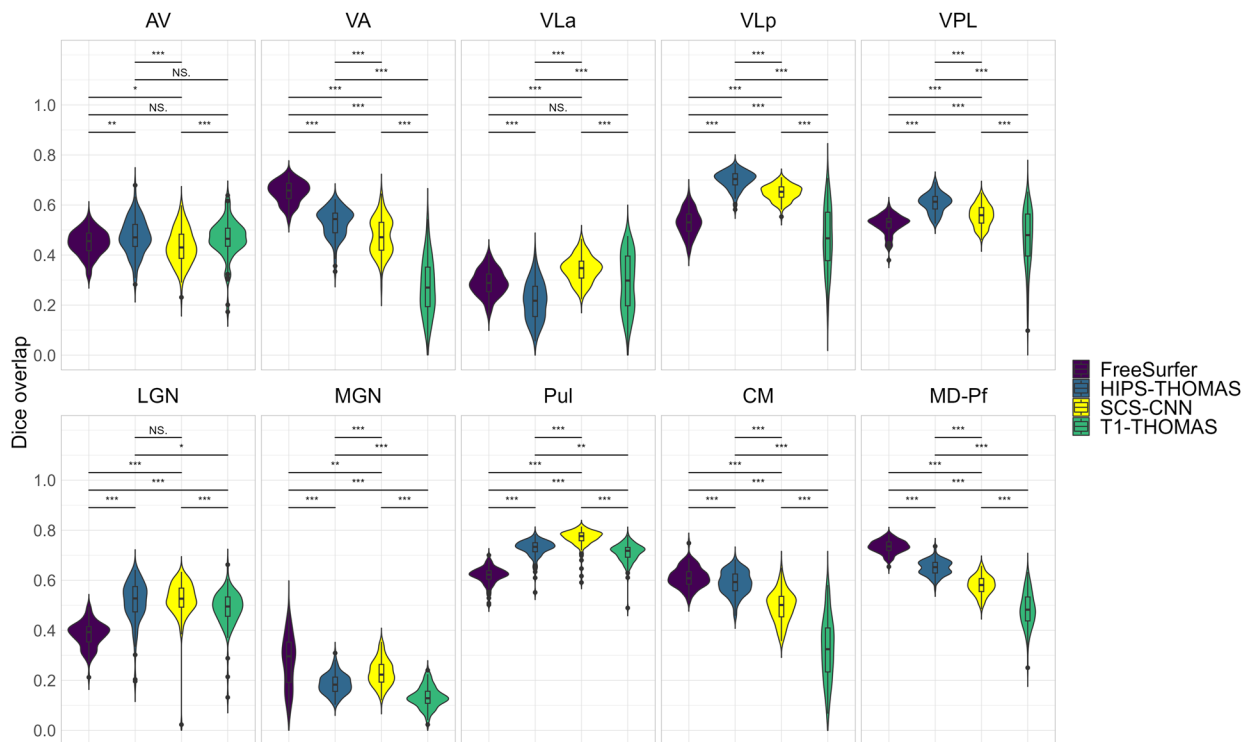 AV VA VLa VLp VPL
*** *** *** *** ***
NS. *** *** *** ***
* *** *** *** ***
NS. *** NS. *** ***
** *** *** *** *** *** *** *** *** ***
1.0
0.8
0.6
0.4
0.2
0.0
Dice overlap
LGN MGN Pul CM MD-Pf
NS. *** *** *** ***
* *** ** *** ***
*** ** *** *** ***
*** *** *** *** ***
*** *** *** *** *** *** *** *** *** ***
1.0
0.8
0.6
0.4
0.2
0.0
FreeSurfer
HIPS-THOMAS
SCS-CNN
T1-THOMAS